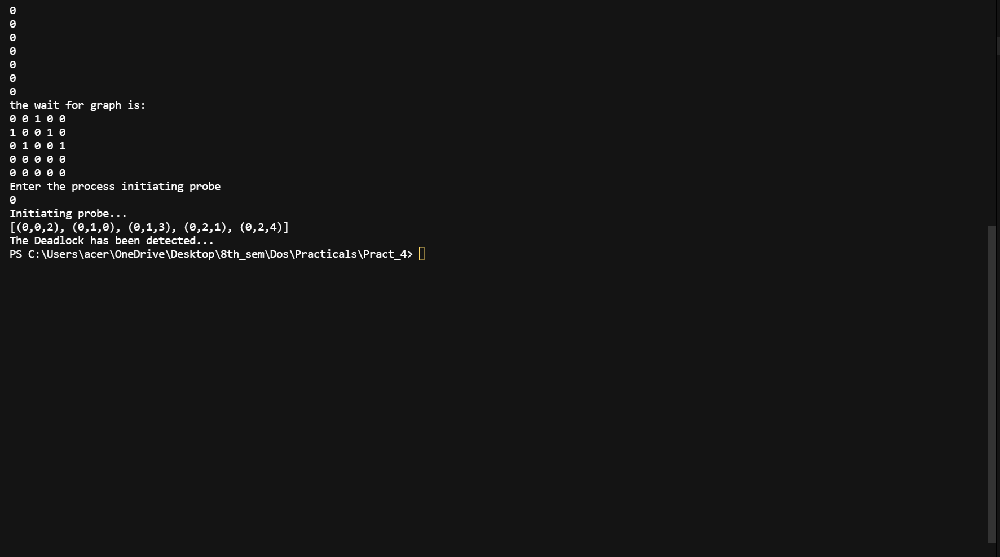 0
0
0
0
0
0
0
the wait for graph is:
0 0 1 0 0
1 0 0 1 0
0 1 0 0 1
0 0 0 0 0
0 0 0 0 0
Enter the process initiating probe
0
Initiating probe...
[(0,0,2), (0,1,0), (0,1,3), (0,2,1), (0,2,4)]
The Deadlock has been detected...
PS C:\Users\acer\OneDrive\Desktop\8th_sem\Dos\Practicals\Pract_4>